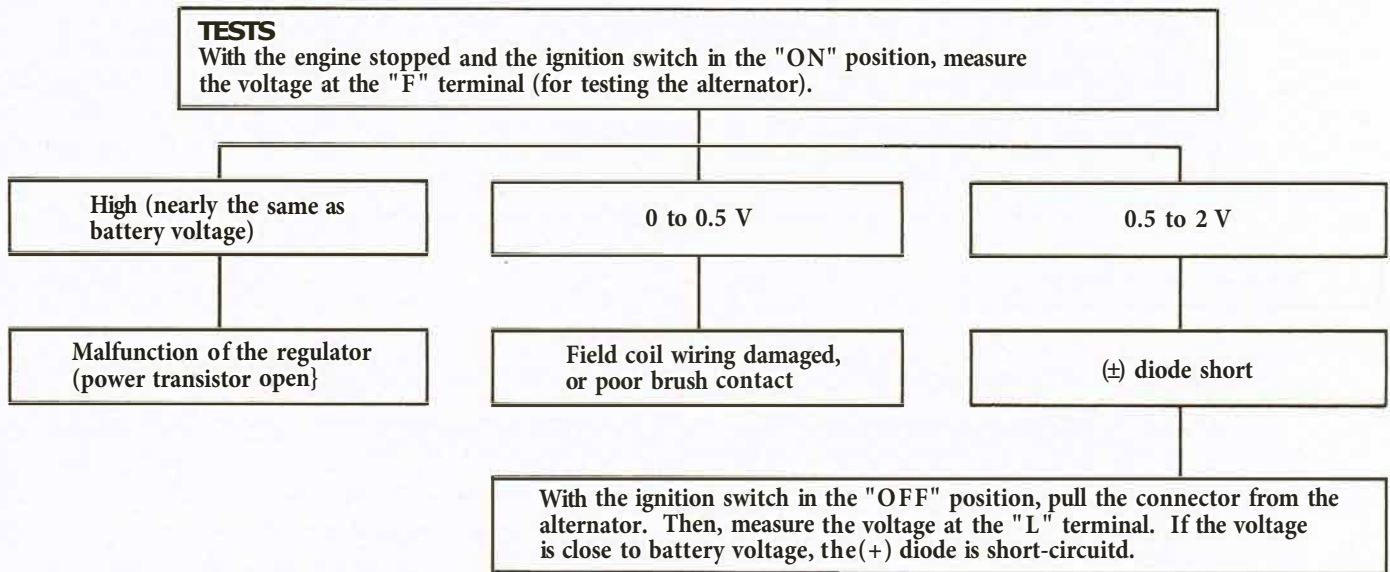 TESTS
With the engine stopped and the ignition switch in the "ON" position, measure
the voltage at the "F" terminal (for testing the alternator).
High (nearly the same as
battery voltage)
0 to 0.5 V
0.5 to 2 V
Malfunction of the regulator
(power transistor open}
Field coil wiring damaged,
or poor brush contact
(±) diode short
With the ignition switch in the "OFF" position, pull the connector from the
alternator. Then, measure the voltage at the "L" terminal. If the voltage
is close to battery voltage, the(+) diode is short-circuitd.